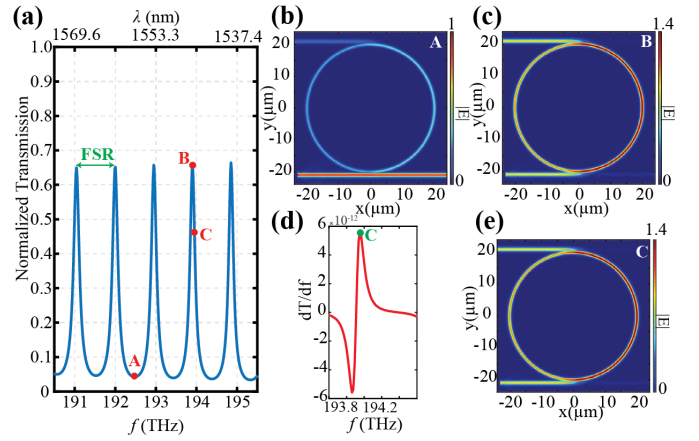 (a)
λ (nm)
1569.6 1553.3 1537.4
Normalized Transmission
1.0
0.9
0.8
0.7
0.6
0.5
0.4
0.3
0.2
0.1
0
FSR
B
C
A
191 192 193 194 195
f (THz)
(b)
A
1
|E|
0
20
10
0
-10
-20
y(μm)
-20 -10 0 10 20
x(μm)
(c)
B
1.4
|E|
0
20
10
0
-10
-20
y(μm)
-20 -10 0 10 20
x(μm)
(d)
×10⁻¹²
C
6
4
2
0
-2
-4
-6
dT/df
193.8 194.2
f (THz)
(e)
C
1.4
|E|
0
20
10
0
-10
-20
y(μm)
-20 -10 0 10 20
x(μm)